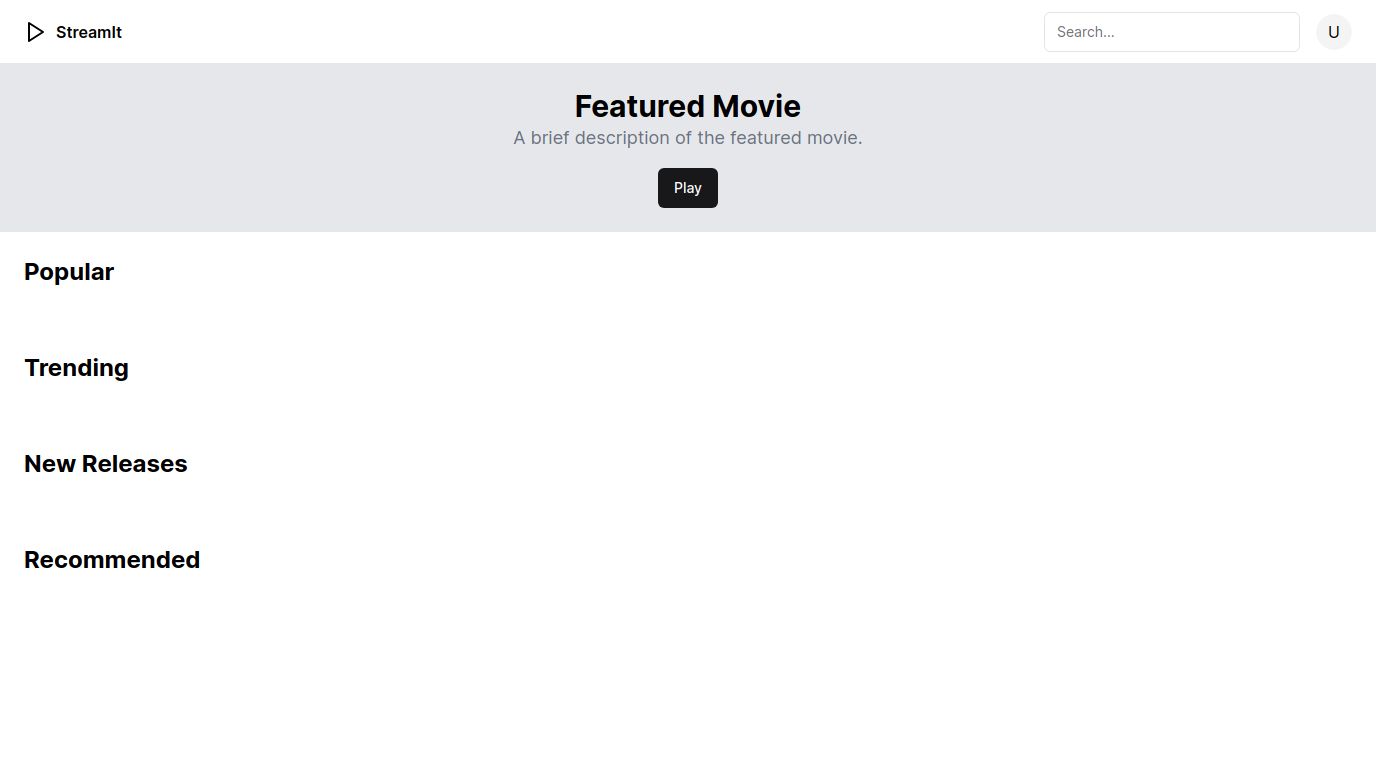 StreamIt
Search...
U
Featured Movie
A brief description of the featured movie.
Play
Popular
Trending
New Releases
Recommended